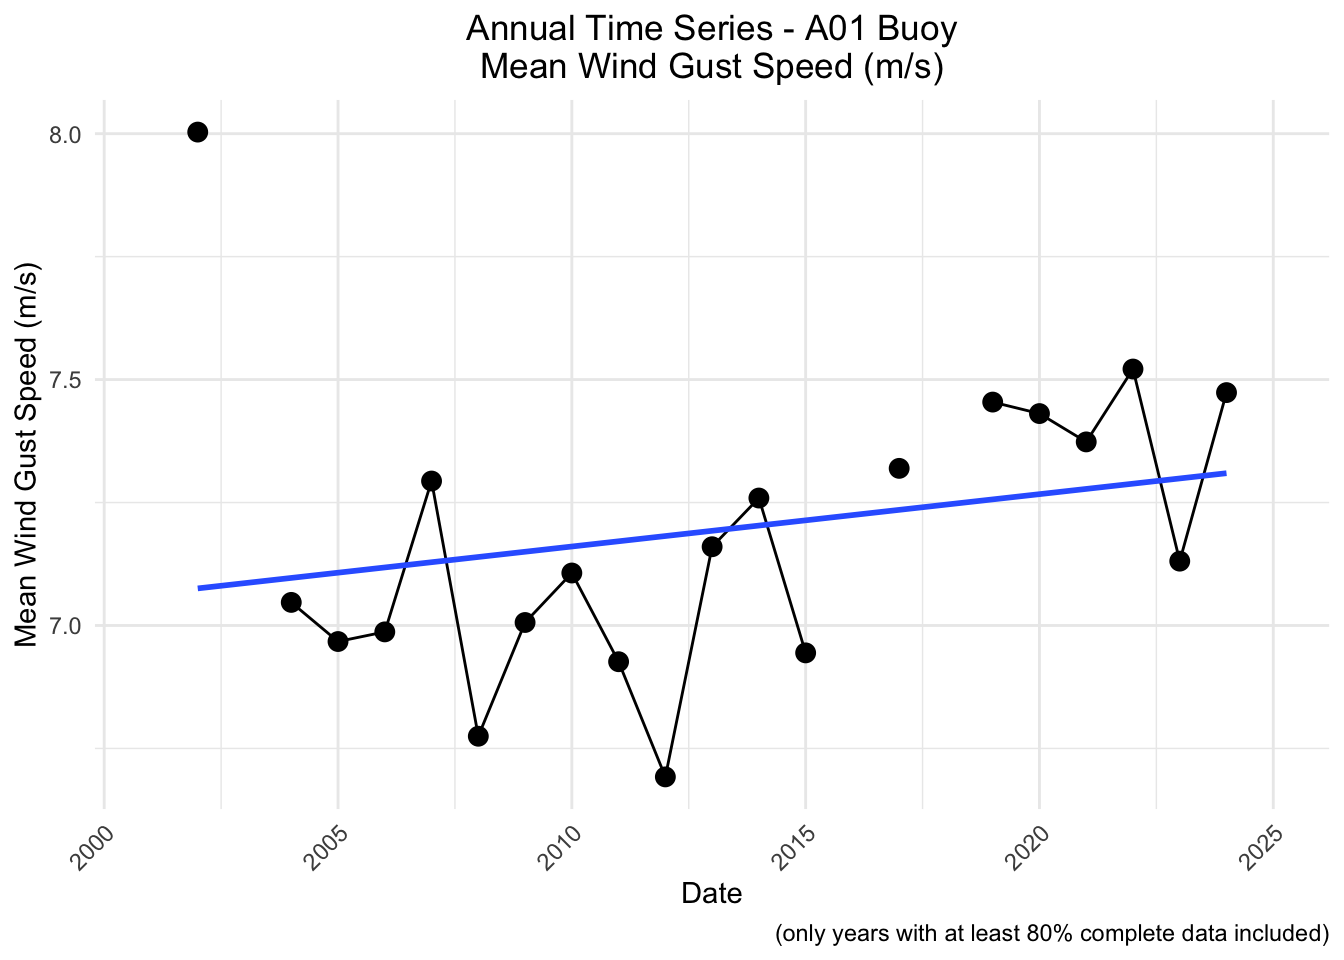 Annual Time Series - A01 Buoy
Mean Wind Gust Speed (m/s)
Mean Wind Gust Speed (m/s)
8.0
7.5
7.0
2000
2005
2010
2015
2020
2025
Date
(only years with at least 80% complete data included)